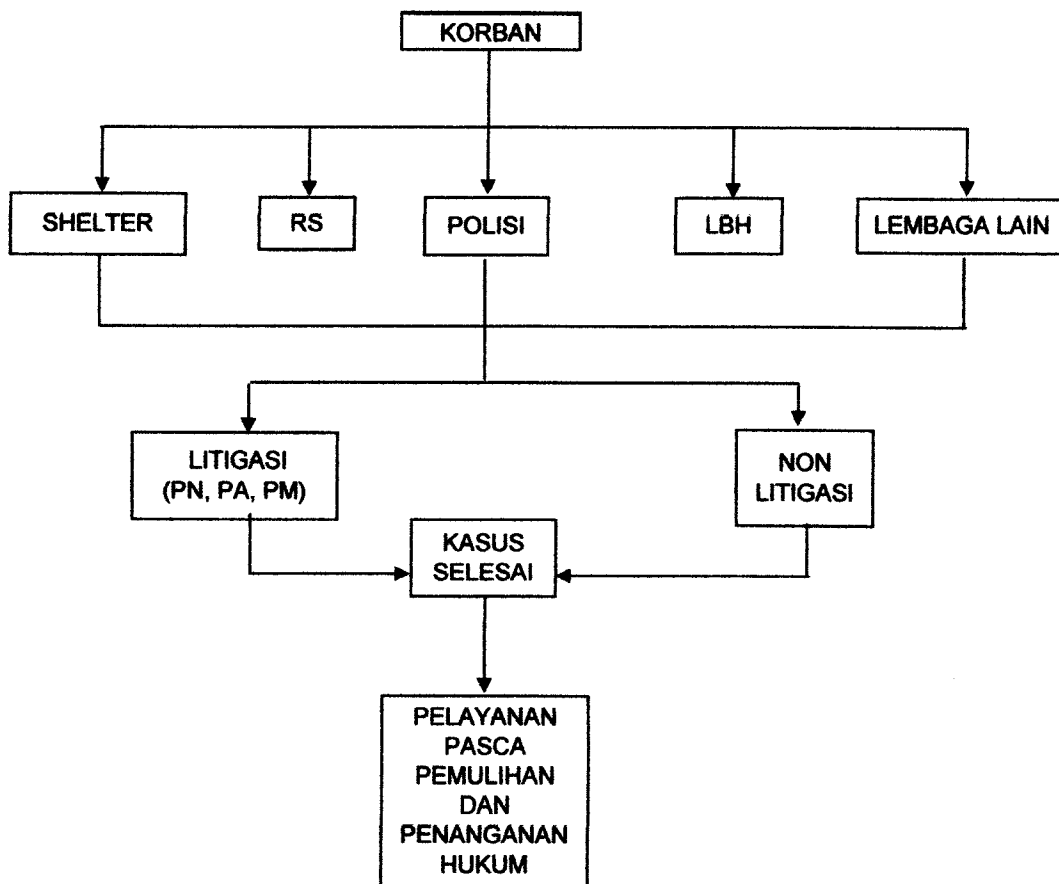 KORBAN
SHELTER
RS
POLISI
LBH
LEMBAGA LAIN
LITIGASI
(PN, PA, PM)
NON
LITIGASI
KASUS
SELESAI
PELAYANAN
PASCA
PEMULIHAN
DAN
PENANGANAN
HUKUM